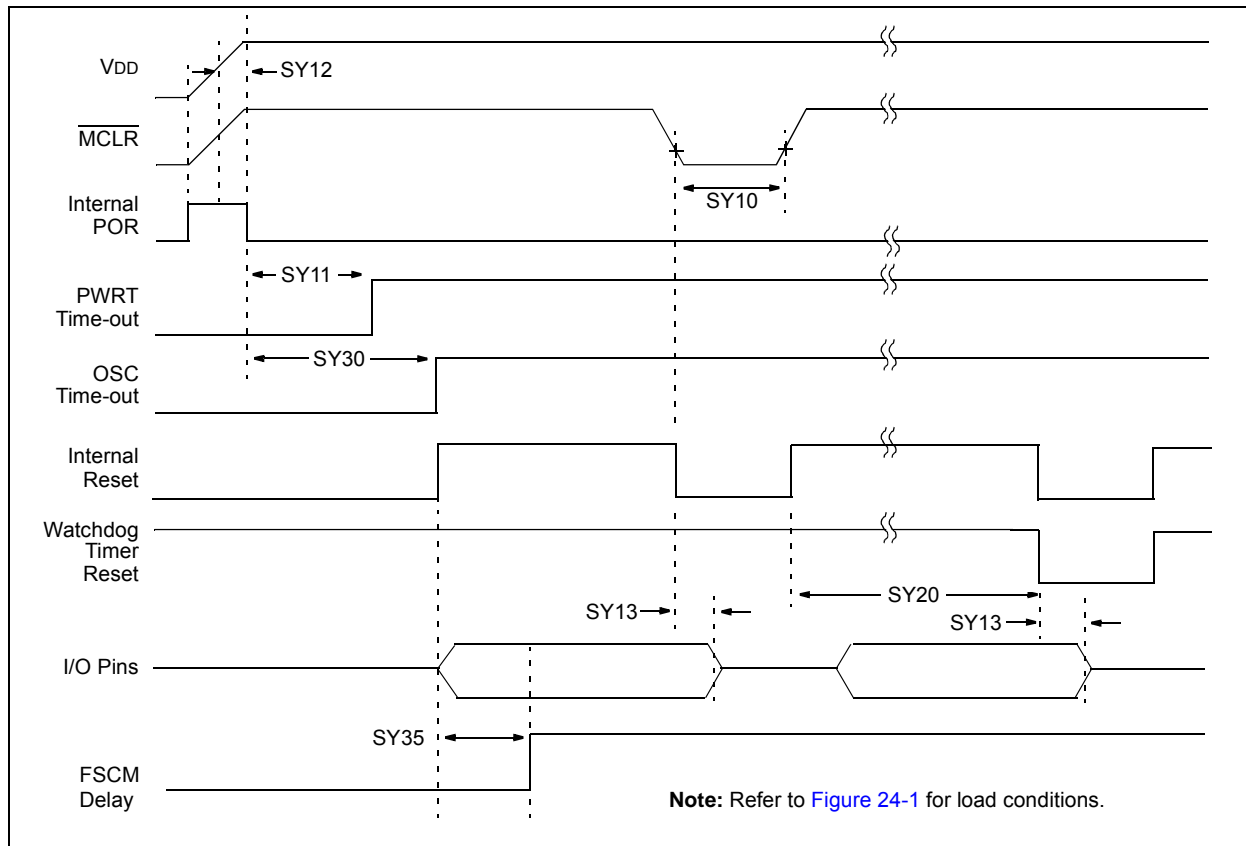 VDD
SY12
MCLR
SY10
Internal
POR
SY11
PWRT
Time-out
SY30
OSC
Time-out
Internal
Reset
Watchdog
Timer
Reset
SY20
SY13
SY13
I/O Pins
SY35
FSCM
Delay
Note: Refer to Figure 24-1 for load conditions.